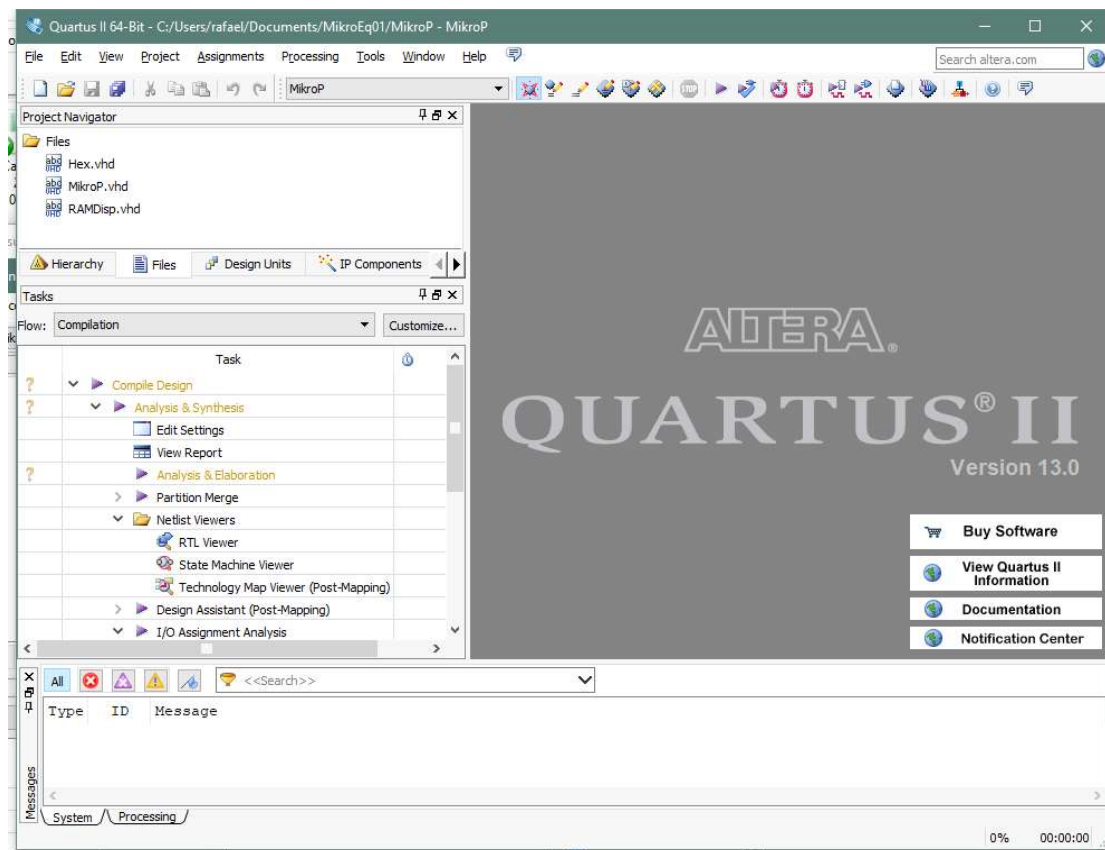 Quartus II 64-Bit - C:/Users/rafael/Documents/MikroEq01/MikroP - MikroP
File Edit View Project Assignments Processing Tools Window Help
Search altera.com
MikroP
Project Navigator
Files
Hex.vhd
MikroP.vhd
RAMDisp.vhd
Hierarchy Files Design Units IP Components
Tasks
Flow: Compilation Customize...
Task
Compile Design
Analysis & Synthesis
Edit Settings
View Report
Analysis & Elaboration
Partition Merge
Netlist Viewers
RTL Viewer
State Machine Viewer
Technology Map Viewer (Post-Mapping)
Design Assistant (Post-Mapping)
I/O Assignment Analysis
ALTERA®
QUARTUS® II
Version 13.0
Buy Software
View Quartus II
Information
Documentation
Notification Center
All <<Search>>
Type ID Message
Messages
System Processing
0% 00:00:00